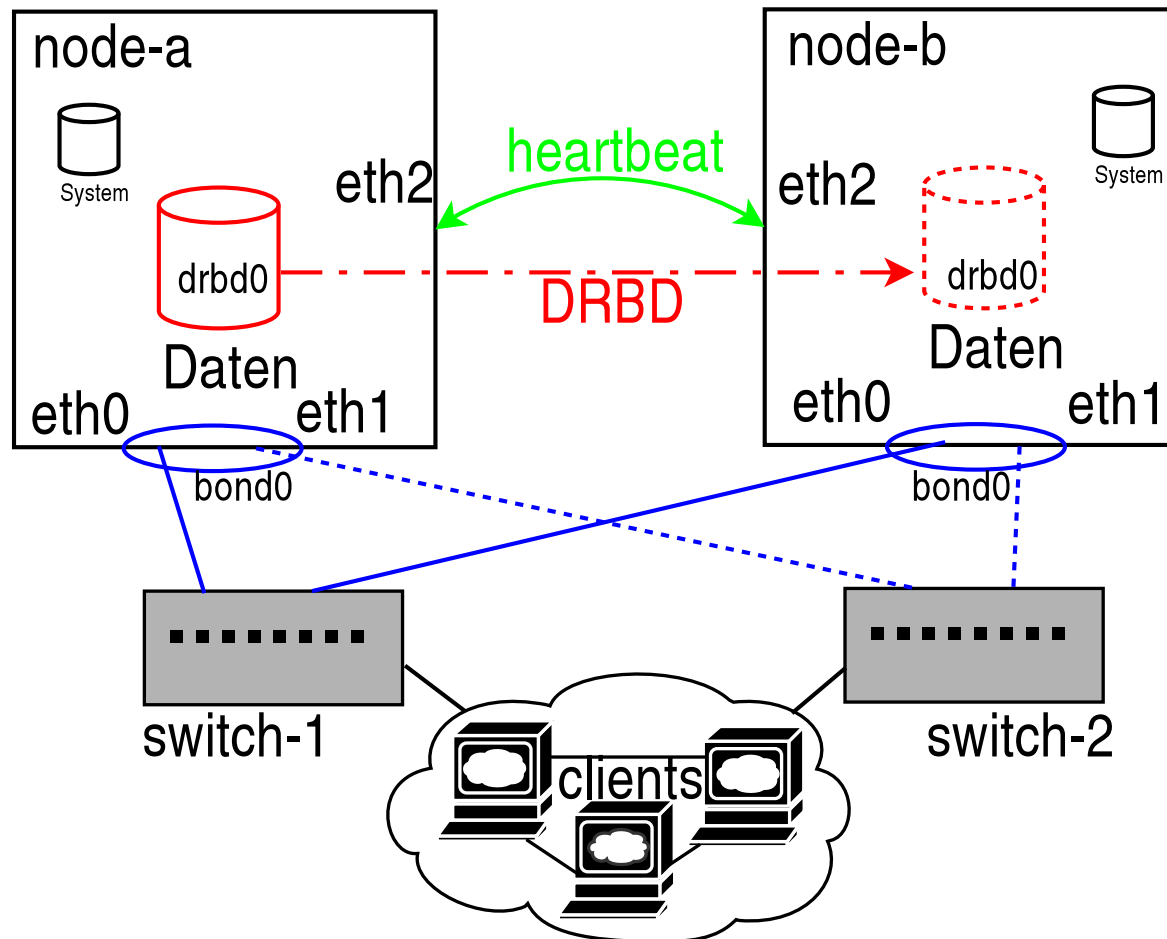 node-a
node-b
System
System
heartbeat
eth2
eth2
drbd0
drbd0
DRBD
Daten
Daten
eth0
eth1
eth0
eth1
bond0
bond0
switch-1
switch-2
clients